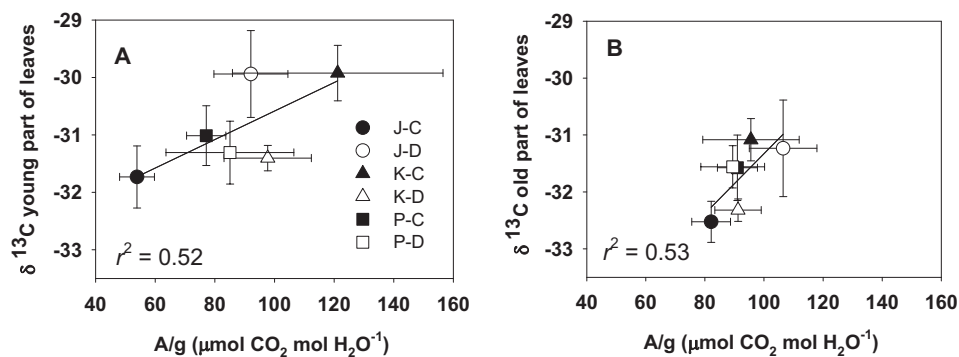 A
δ ¹³C young part of leaves
-29
-30
-31
-32
-33
J-C
J-D
K-C
K-D
P-C
P-D
r² = 0.52
40 60 80 100 120 140 160
A/g (µmol CO₂ mol H₂O⁻¹)
B
δ ¹³C old part of leaves
-29
-30
-31
-32
-33
r² = 0.53
40 60 80 100 120 140 160
A/g (µmol CO₂ mol H₂O⁻¹)